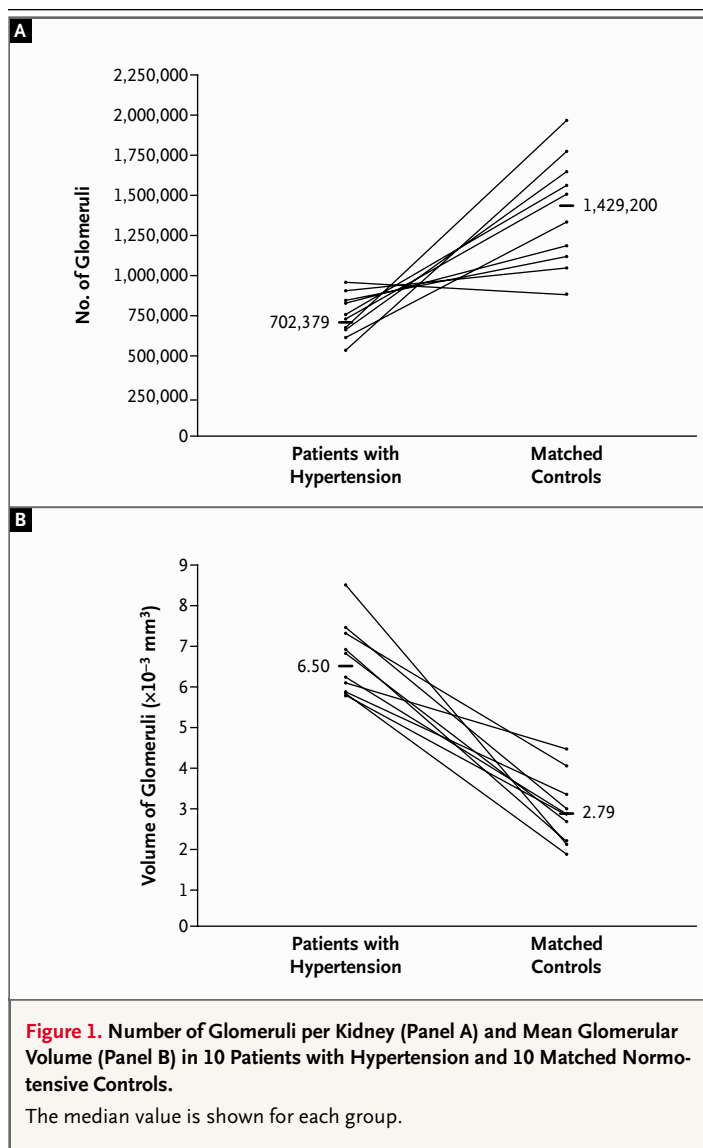 A
2,250,000
2,000,000
1,750,000
1,500,000
1,250,000
1,000,000
750,000
500,000
250,000
0
No. of Glomeruli
702,379
1,429,200
Patients with
Hypertension
Matched
Controls
B
9
8
7
6
5
4
3
2
1
0
Volume of Glomeruli (×10⁻³ mm³)
6.50
2.79
Patients with
Hypertension
Matched
Controls
Figure 1. Number of Glomeruli per Kidney (Panel A) and Mean Glomerular
Volume (Panel B) in 10 Patients with Hypertension and 10 Matched Normo-
tensive Controls.
The median value is shown for each group.